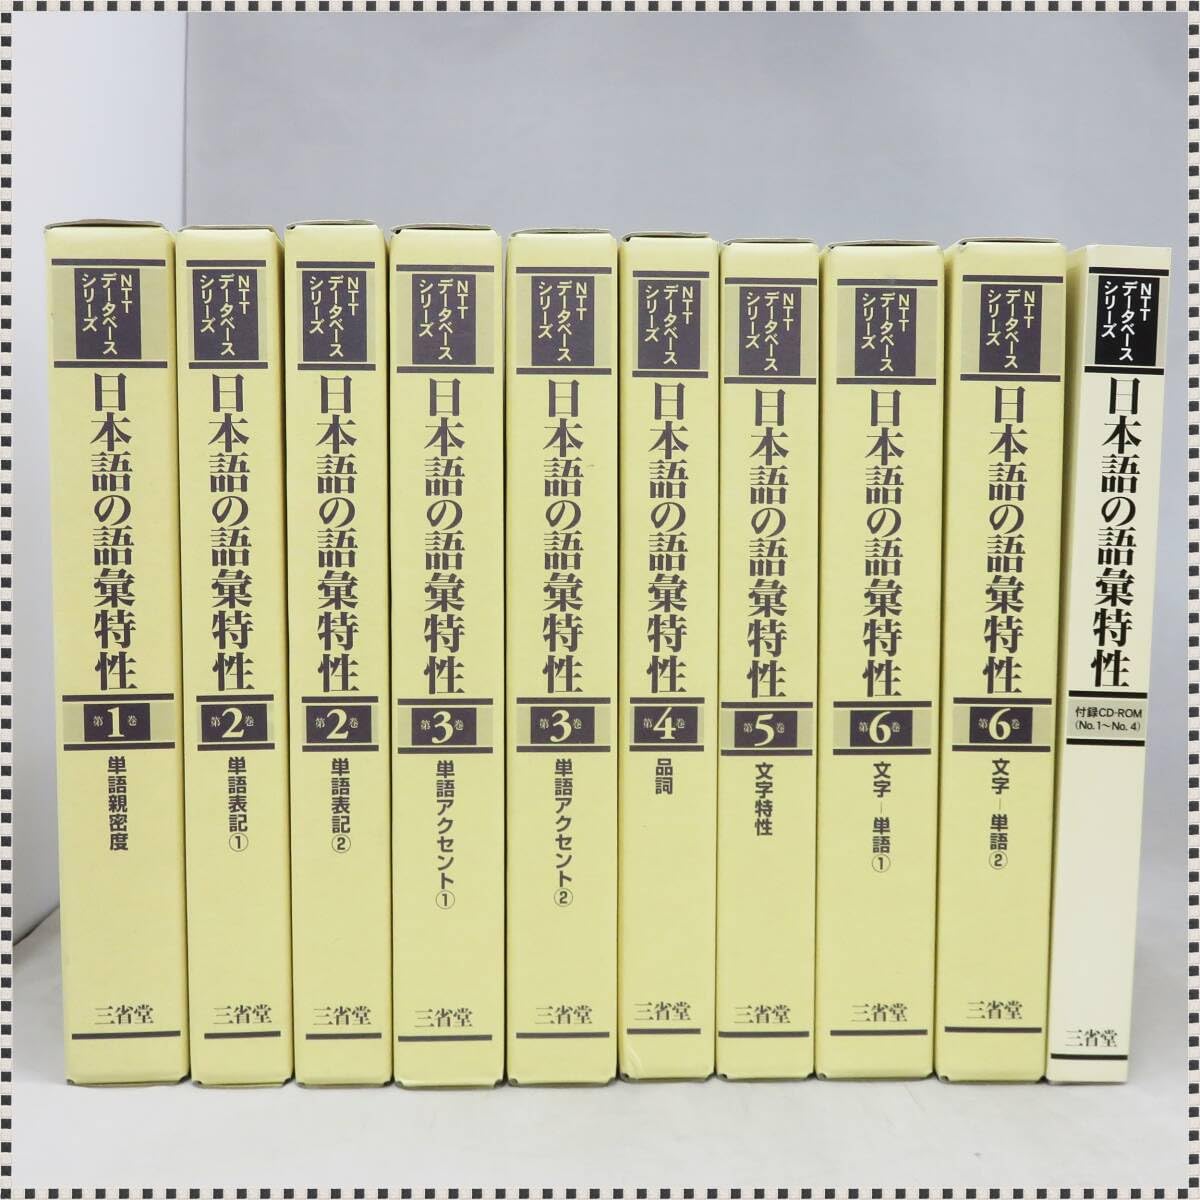 NTT
データベース
シリーズ
日本語の語彙特性
第1巻
単語親密度
三省堂
NTT
データベース
シリーズ
日本語の語彙特性
第2巻
単語表記①
三省堂
NTT
データベース
シリーズ
日本語の語彙特性
第2巻
単語表記②
三省堂
NTT
データベース
シリーズ
日本語の語彙特性
第3巻
単語アクセント①
三省堂
NTT
データベース
シリーズ
日本語の語彙特性
第3巻
単語アクセント②
三省堂
NTT
データベース
シリーズ
日本語の語彙特性
第4巻
品詞
三省堂
NTT
データベース
シリーズ
日本語の語彙特性
第5巻
文字特性
三省堂
NTT
データベース
シリーズ
日本語の語彙特性
第6巻
文字―単語①
三省堂
NTT
データベース
シリーズ
日本語の語彙特性
第6巻
文字―単語②
三省堂
NTT
データベース
シリーズ
日本語の語彙特性
付録CD-ROM
(No.1〜No.4)
三省堂